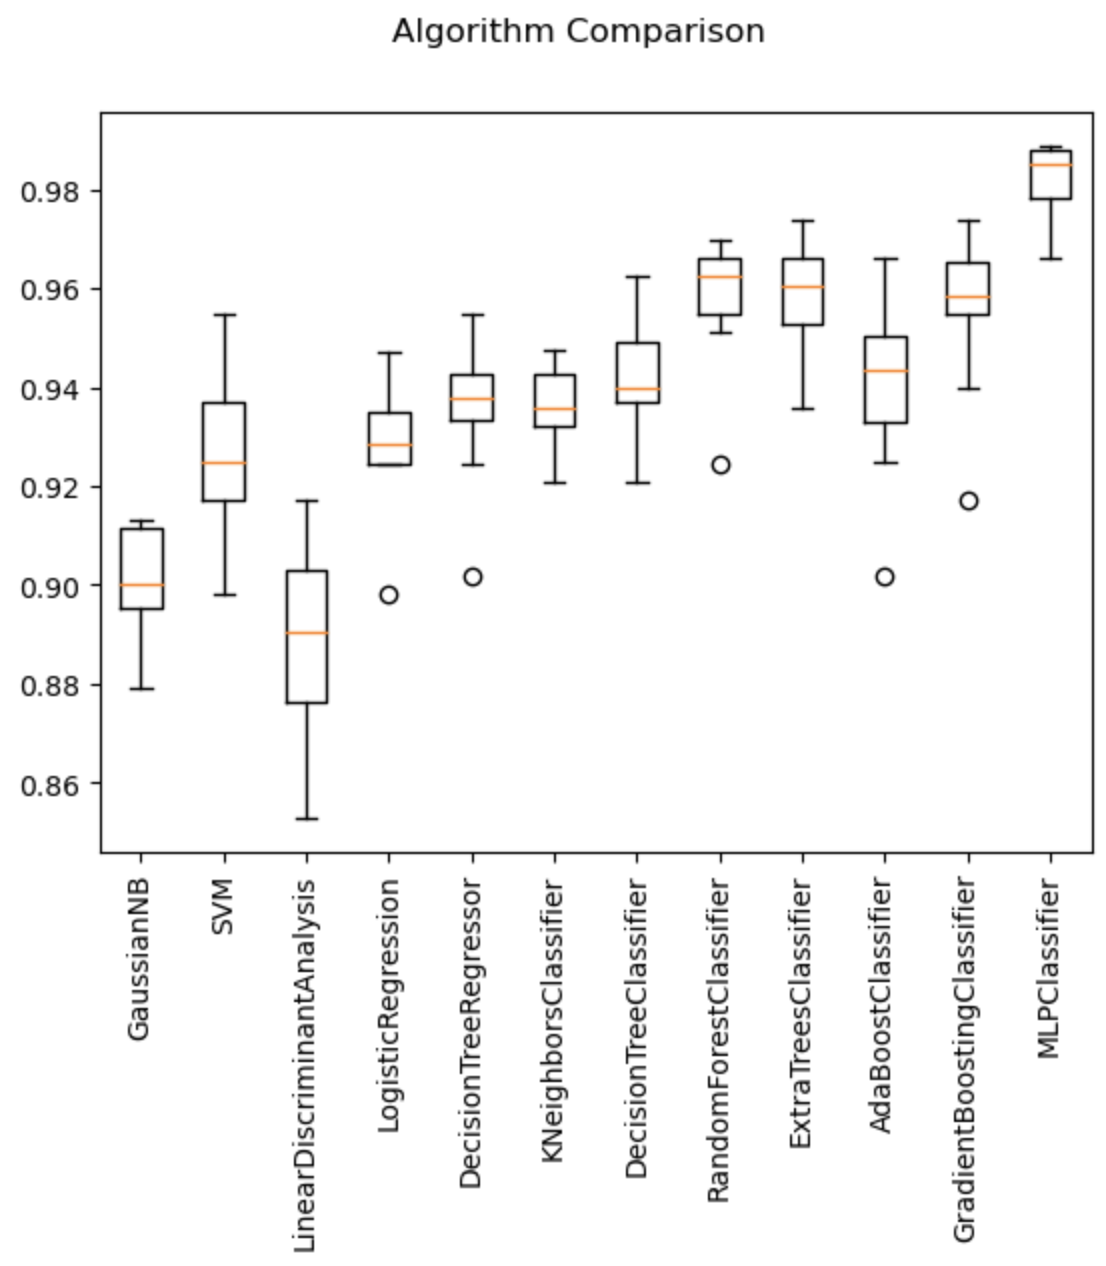 Algorithm Comparison
0.98
0.96
0.94
0.92
0.90
0.88
0.86
GaussianNB
SVM
LinearDiscriminantAnalysis
LogisticRegression
DecisionTreeRegressor
KNeighborsClassifier
DecisionTreeClassifier
RandomForestClassifier
ExtraTreesClassifier
AdaBoostClassifier
GradientBoostingClassifier
MLPClassifier